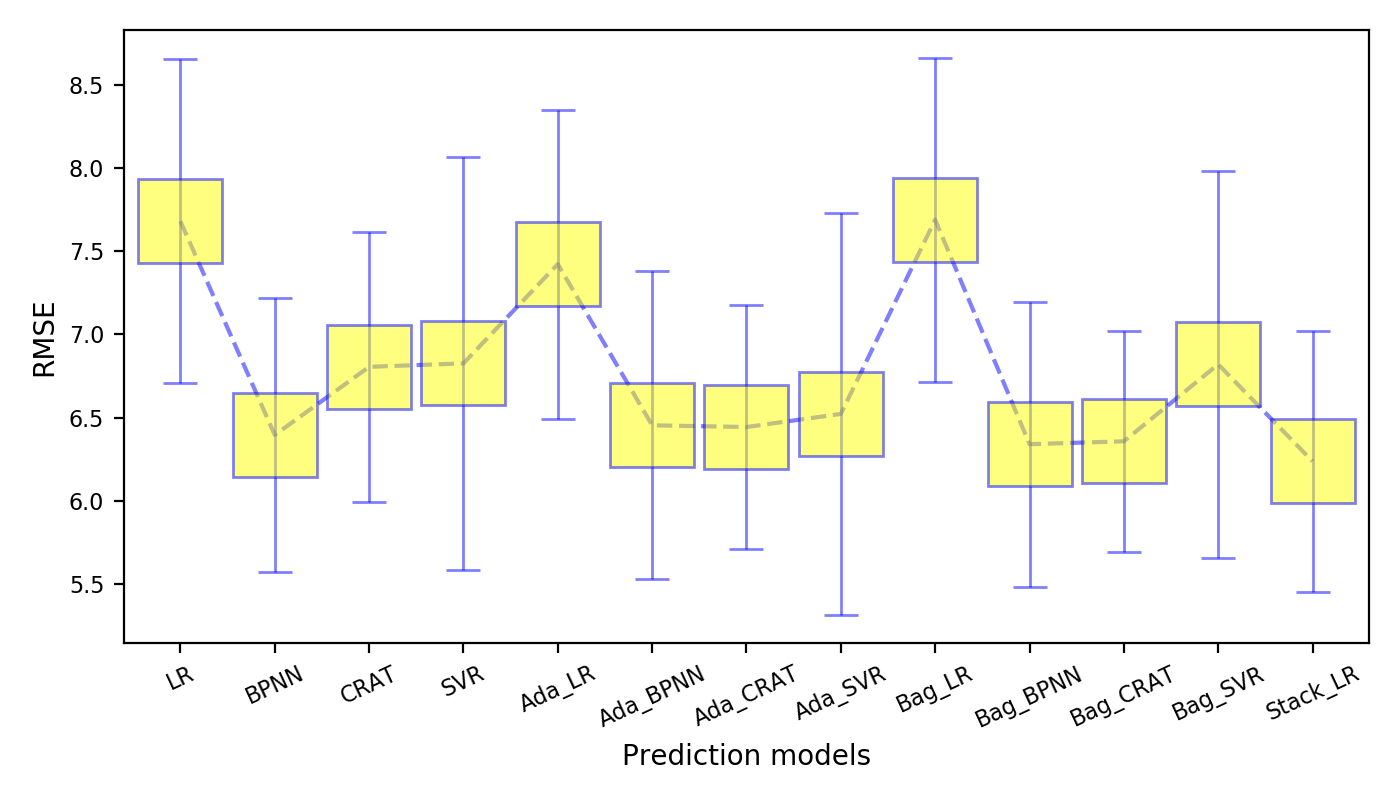 8.5
8.0
7.5
7.0
6.5
6.0
5.5
RMSE
LR
BPNN
CRAT
SVR
Ada_LR
Ada_BPNN
Ada_CRAT
Ada_SVR
Bag_LR
Bag_BPNN
Bag_CRAT
Bag_SVR
Stack_LR
Prediction models